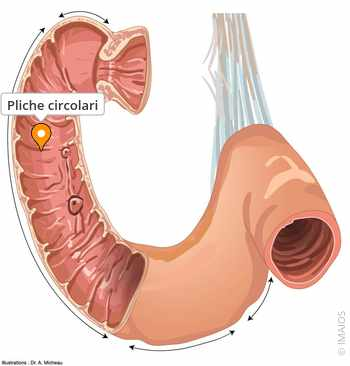 Pliche circolari
© IMAIOS
Illustrations : Dr. A. Micheau